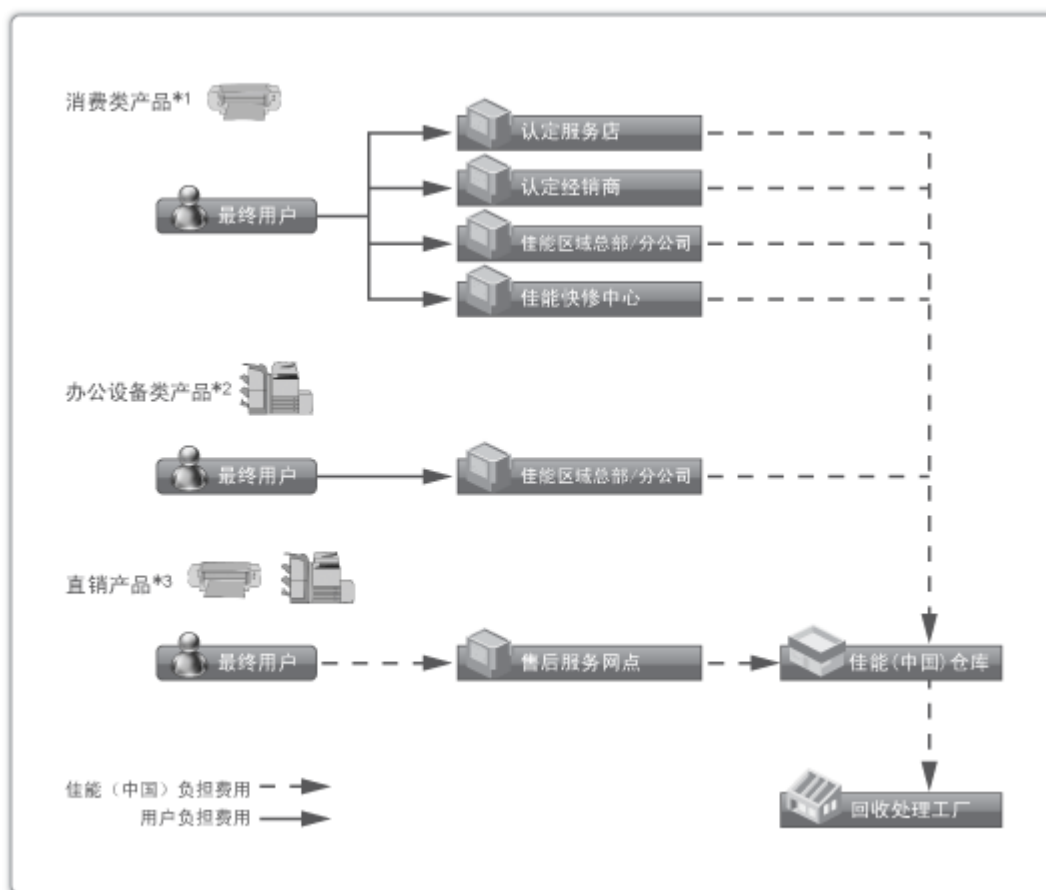 消费类产品*1
认定服务店
认定经销商
最终用户
佳能区域总部/分公司
佳能快修中心
办公设备类产品*2
最终用户
佳能区域总部/分公司
直销产品*3
最终用户
售后服务网点
佳能(中国)仓库
佳能（中国）负担费用
用户负担费用
回收处理工厂